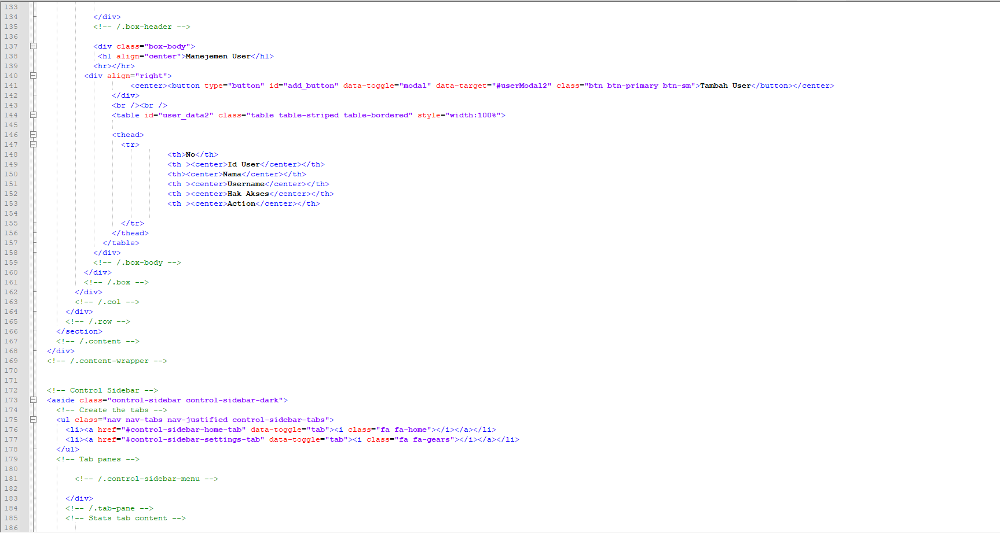 133
134 </div>
135 <!-- /.box-header -->
136
137 <div class="box-body">
138 <h1 align="center">Manejemen User</h1>
139 <hr></hr>
140 <div align="right">
141 <center><button type="button" id="add_button" data-toggle="modal" data-target="#userModal2" class="btn btn-primary btn-sm">Tambah User</button></center>
142 </div>
143 <br /><br />
144 <table id="user_data2" class="table table-striped table-bordered" style="width:100%">
145
146 <thead>
147 <tr>
148 <th>No</th>
149 <th ><center>Id User</center></th>
150 <th><center>Nama</center></th>
151 <th ><center>Username</center></th>
152 <th ><center>Hak Akses</center></th>
153 <th ><center>Action</center></th>
154
155 </tr>
156 </thead>
157 </table>
158 </div>
159 <!-- /.box-body -->
160 </div>
161 <!-- /.box -->
162 </div>
163 <!-- /.col -->
164 </div>
165 <!-- /.row -->
166 </section>
167 <!-- /.content -->
168 </div>
169 <!-- /.content-wrapper -->
170
171
172 <!-- Control Sidebar -->
173 <aside class="control-sidebar control-sidebar-dark">
174 <!-- Create the tabs -->
175 <ul class="nav nav-tabs nav-justified control-sidebar-tabs">
176 <li><a href="#control-sidebar-home-tab" data-toggle="tab"><i class="fa fa-home"></i></a></li>
177 <li><a href="#control-sidebar-settings-tab" data-toggle="tab"><i class="fa fa-gears"></i></a></li>
178 </ul>
179 <!-- Tab panes -->
180
181 <!-- /.control-sidebar-menu -->
182
183 </div>
184 <!-- /.tab-pane -->
185 <!-- Stats tab content -->
186